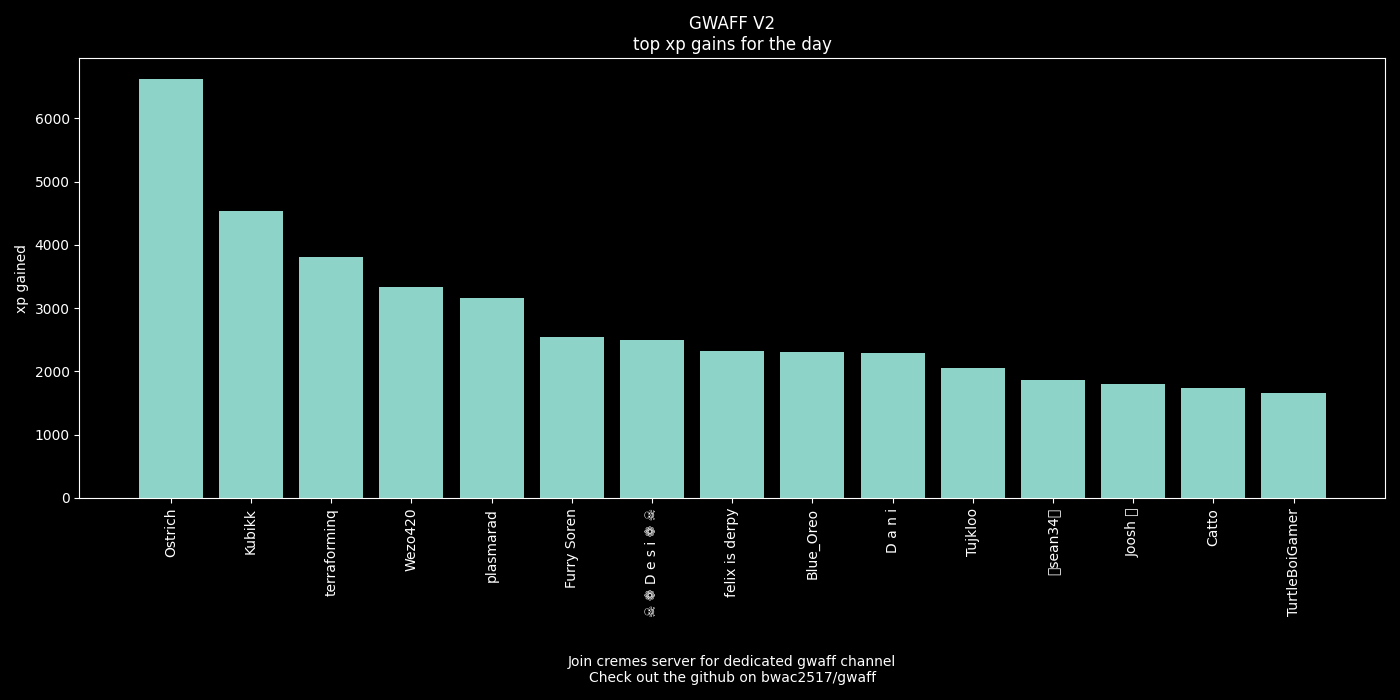 GWAFF V2
top xp gains for the day
xp gained
6000
5000
4000
3000
2000
1000
0
Ostrich
Kubikk
terraforminq
Wezo420
plasmarad
Furry Soren
☠ ❁ D e s i ❁ ☠
felix is derpy
Blue_Oreo
D a n i
Tujkloo
▯sean34▯
Joosh ▯
Catto
TurtleBoiGamer
Join cremes server for dedicated gwaff channel
Check out the github on bwac2517/gwaff